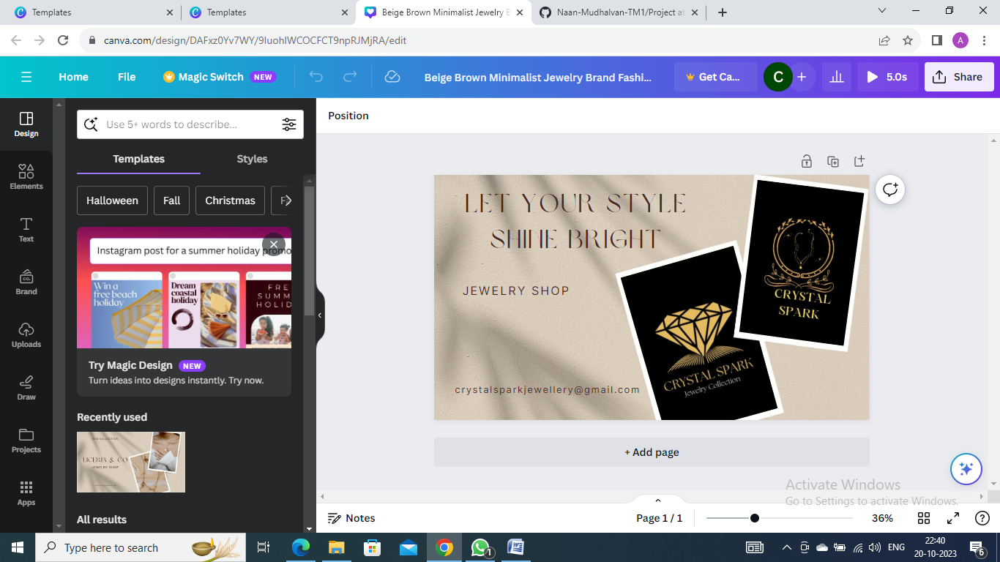 Templates
Templates
Beige Brown Minimalist Jewelry B
Naan-Mudhalvan-TM1/Project at
canva.com/design/DAFxz0Yv7WY/9IuohIWCOCFCT9npRJMjRA/edit
A
Home
File
Magic Switch
NEW
Beige Brown Minimalist Jewelry Brand Fashi...
Get Ca...
C
5.0s
Share
Design
Elements
Text
Brand
Uploads
Draw
Projects
Apps
Use 5+ words to describe...
Templates
Styles
Halloween
Fall
Christmas
Instagram post for a summer holiday promo
Win a
free beach
holiday
Dream
coastal
holiday
FRE
SUMM
HOLID
Try Magic Design NEW
Turn ideas into designs instantly. Try now.
Recently used
NEW COLLECTION
LICERIA & CO
JEWELRY SHOP
All results
Position
LET YOUR STYLE
SHINE BRIGHT
JEWELRY SHOP
crystalsparkjewellery@gmail.com
CRYSTAL SPARK
Jewelry Collection
CRYSTAL
SPARK
+ Add page
Activate Windows
Go to Settings to activate Windows.
Notes
Page 1 / 1
36%
Type here to search
1
ENG
22:40
20-10-2023
6